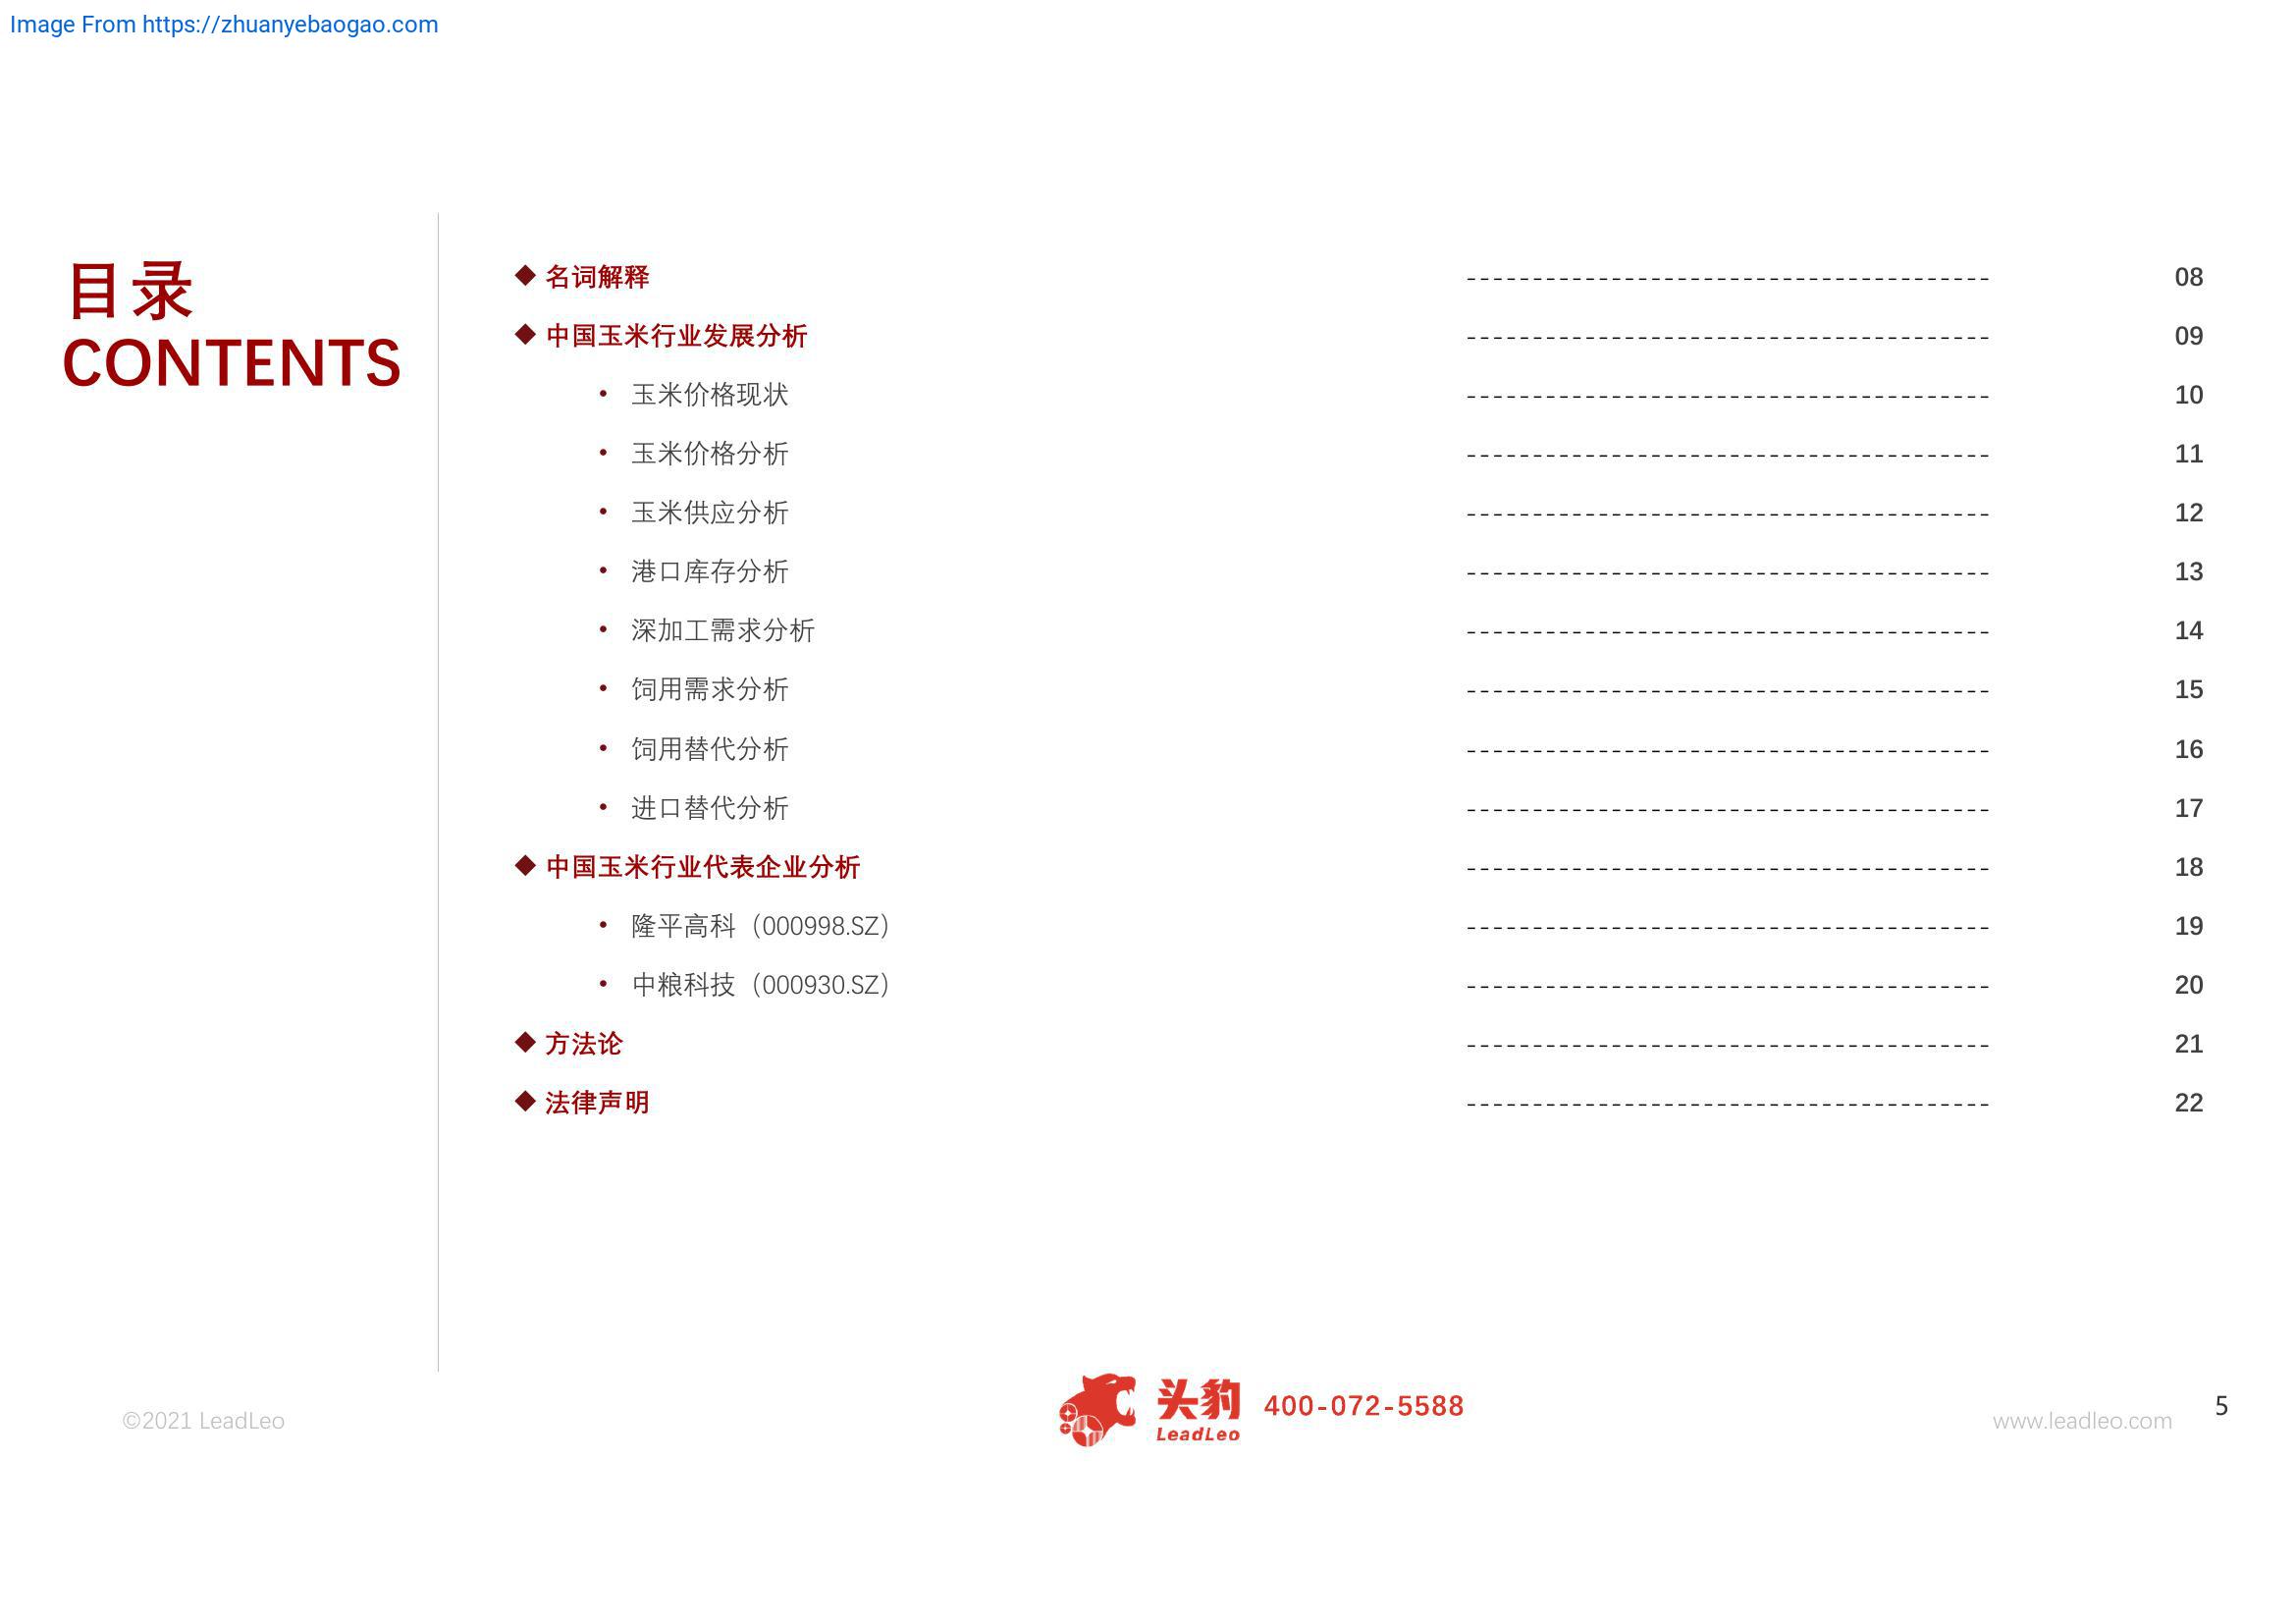 Image From https://zhuanyebaogao.com
目录
CONTENTS
◆ 名词解释 ---------------------------------------- 08
◆ 中国玉米行业发展分析 ---------------------------------------- 09
• 玉米价格现状 ---------------------------------------- 10
• 玉米价格分析 ---------------------------------------- 11
• 玉米供应分析 ---------------------------------------- 12
• 港口库存分析 ---------------------------------------- 13
• 深加工需求分析 ---------------------------------------- 14
• 饲用需求分析 ---------------------------------------- 15
• 饲用替代分析 ---------------------------------------- 16
• 进口替代分析 ---------------------------------------- 17
◆ 中国玉米行业代表企业分析 ---------------------------------------- 18
• 隆平高科（000998.SZ） ---------------------------------------- 19
• 中粮科技（000930.SZ） ---------------------------------------- 20
◆ 方法论 ---------------------------------------- 21
◆ 法律声明 ---------------------------------------- 22
©2021 LeadLeo
头豹
LeadLeo
400-072-5588
www.leadleo.com
5